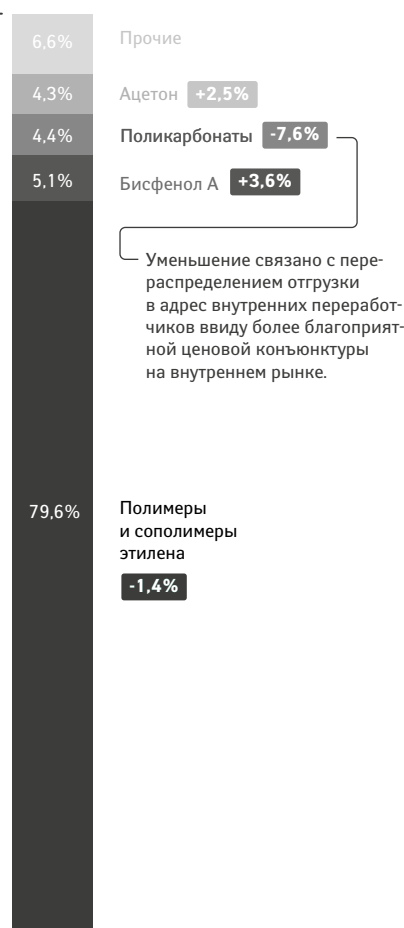 6,6% Прочие
4,3% Ацетон +2,5%
4,4% Поликарбонаты -7,6%
5,1% Бисфенол А +3,6%
Уменьшение связано с пере-
распределением отгрузки
в адрес внутренних переработ-
чиков ввиду более благоприят-
ной ценовой конъюнктуры
на внутреннем рынке.
79,6% Полимеры
и сополимеры
этилена
-1,4%